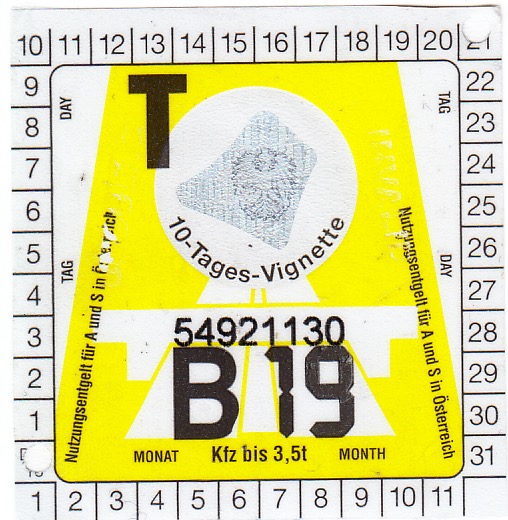 10 11 12 13 14 15 16 17 18 19 20 21
9 DAY T TAG 22
8 23
7 24
6 25
5 TAG DAY 26
4 27
3 28
2 29
1 30
31
10-Tages-Vignette
Nutzungsentgelt für A und S in
Nutzungsentgelt für A und S in Österreich
54921130
B 19
MONAT Kfz bis 3,5t MONTH
1 2 3 4 5 6 7 8 9 10 11